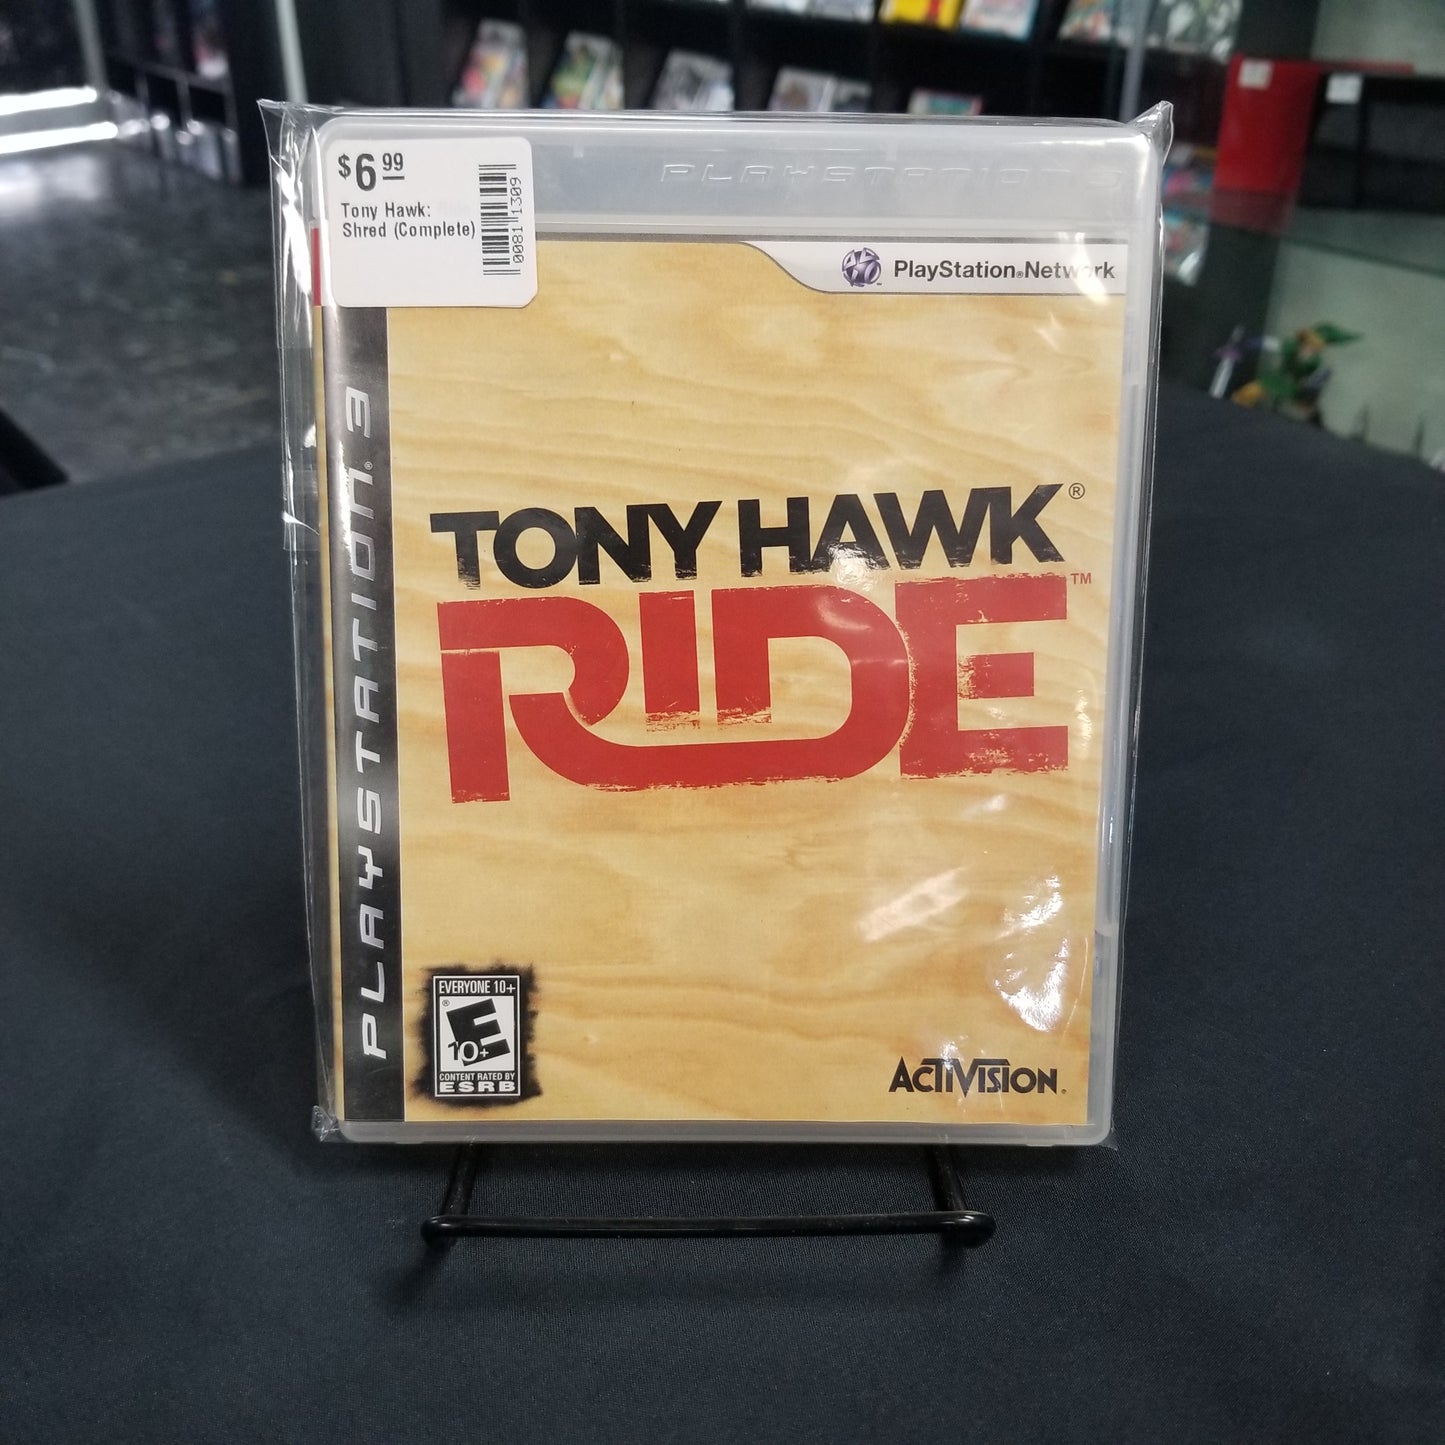 $6 99
Tony Hawk:
Shred (Complete)
00811309
PLAYSTATION 3
PlayStation®Network
PLAYSTATION®3
TONY HAWK®
RIDE™
EVERYONE 10+
E
10+
®
CONTENT RATED BY
ESRB
ACTIVISION®